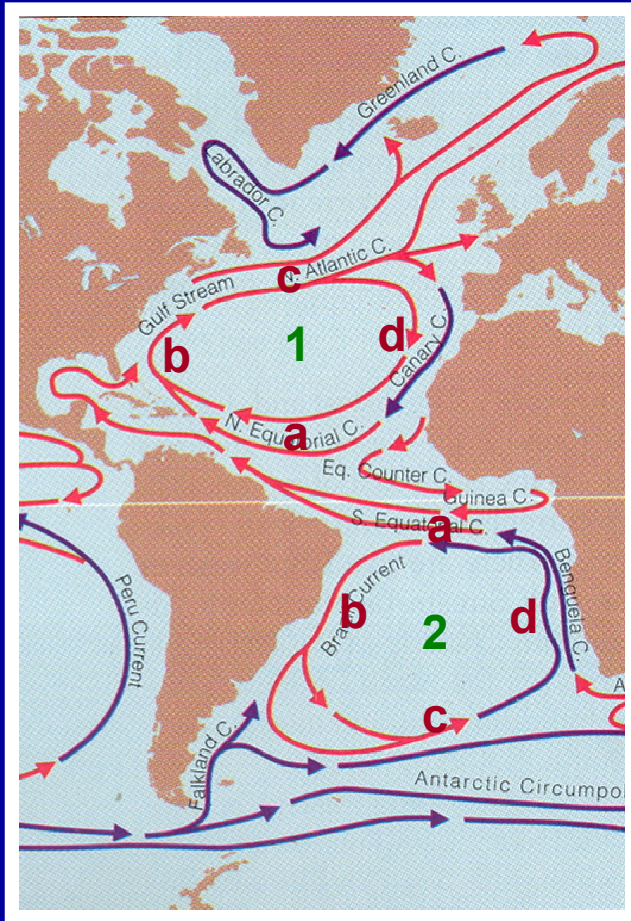 Greenland C.
abrador C.
N. Atlantic C.
c
Gulf Stream
1
b
d
Canary C.
a
N. Equatorial C.
Eq. Counter C.
Guinea C.
S. Equatorial C.
a
Benguela C.
Brazil Current
b
2
d
Peru Current
c
A
Falkland C.
Antarctic Circumpol